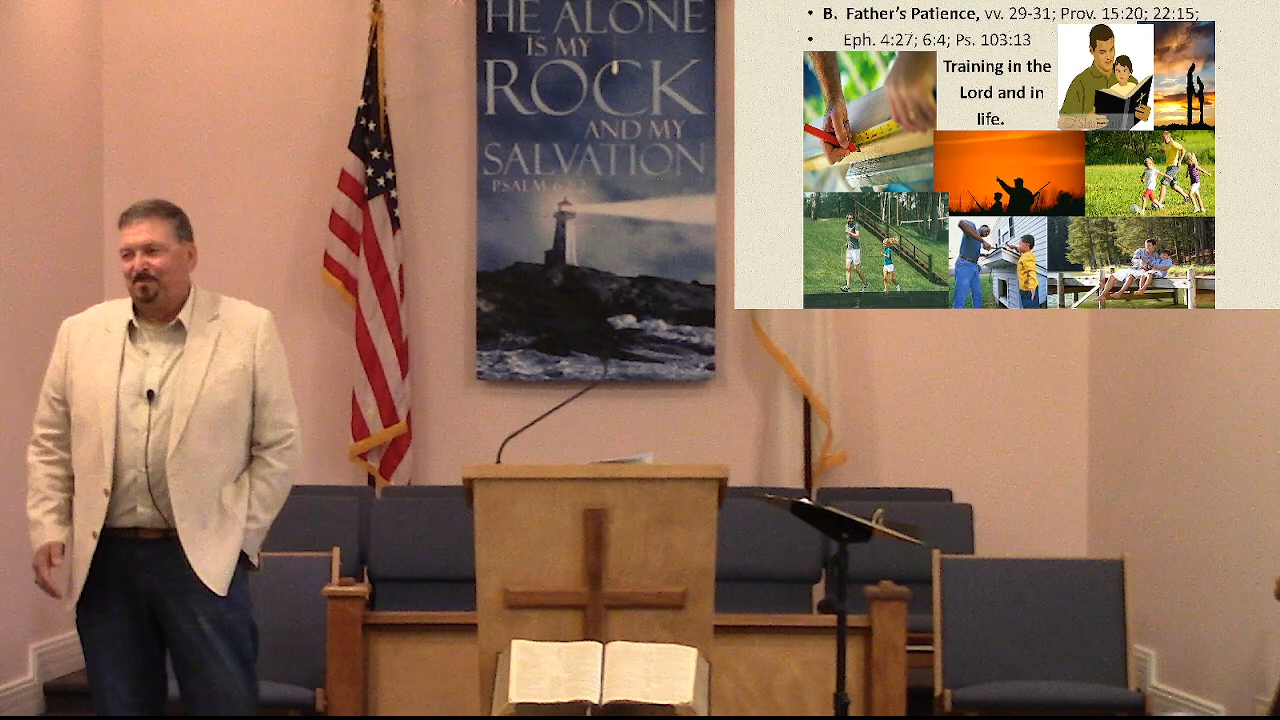 HE ALONE
IS MY
ROCK
AND MY
SALVATION
PSALM 62:2
• B. Father's Patience, vv. 29-31; Prov. 15:20; 22:15;
• Eph. 4:27; 6:4; Ps. 103:13
Training in the
Lord and in
life.